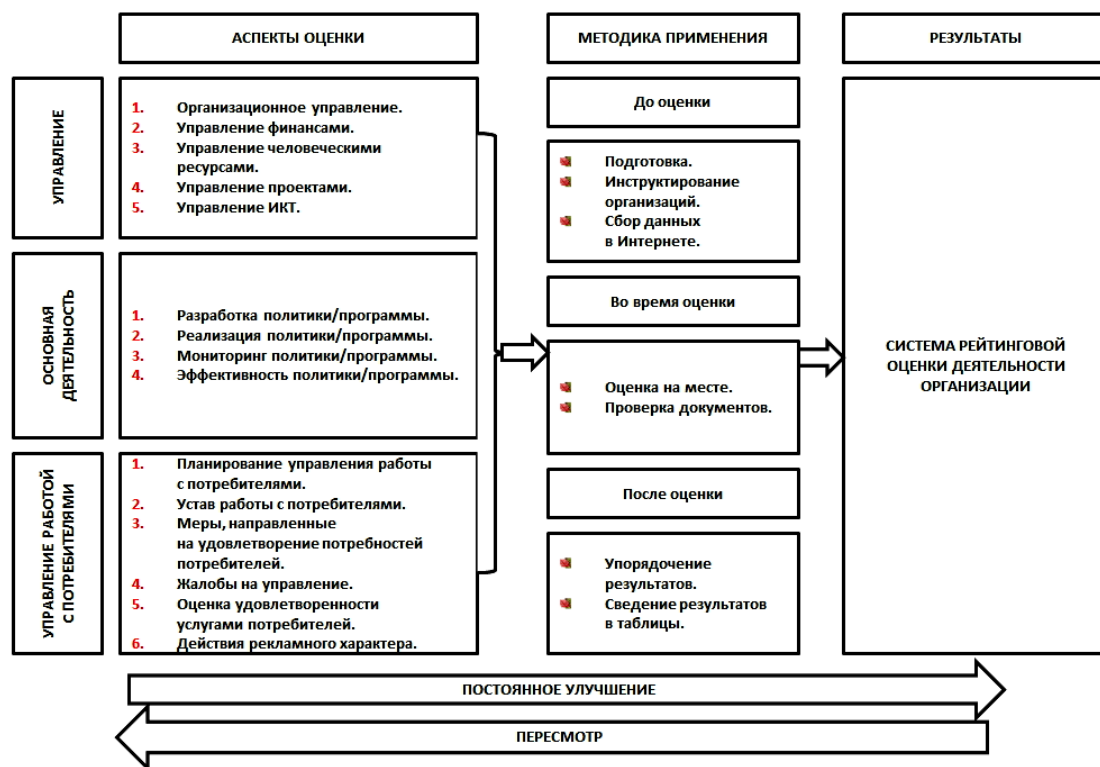 АСПЕКТЫ ОЦЕНКИ
МЕТОДИКА ПРИМЕНЕНИЯ
РЕЗУЛЬТАТЫ
УПРАВЛЕНИЕ
1. Организационное управление.
2. Управление финансами.
3. Управление человеческими
ресурсами.
4. Управление проектами.
5. Управление ИКТ.
ОСНОВНАЯ
ДЕЯТЕЛЬНОСТЬ
1. Разработка политики/программы.
2. Реализация политики/программы.
3. Мониторинг политики/программы.
4. Эффективность политики/программы.
УПРАВЛЕНИЕ РАБОТОЙ
С ПОТРЕБИТЕЛЯМИ
1. Планирование управления работы
с потребителями.
2. Устав работы с потребителями.
3. Меры, направленные
на удовлетворение потребностей
потребителей.
4. Жалобы на управление.
5. Оценка удовлетворенности
услугами потребителей.
6. Действия рекламного характера.
До оценки
Подготовка.
Инструктирование
организаций.
Сбор данных
в Интернете.
Во время оценки
Оценка на месте.
Проверка документов.
После оценки
Упорядочение
результатов.
Сведение результатов
в таблицы.
СИСТЕМА РЕЙТИНГОВОЙ
ОЦЕНКИ ДЕЯТЕЛЬНОСТИ
ОРГАНИЗАЦИИ
ПОСТОЯННОЕ УЛУЧШЕНИЕ
ПЕРЕСМОТР